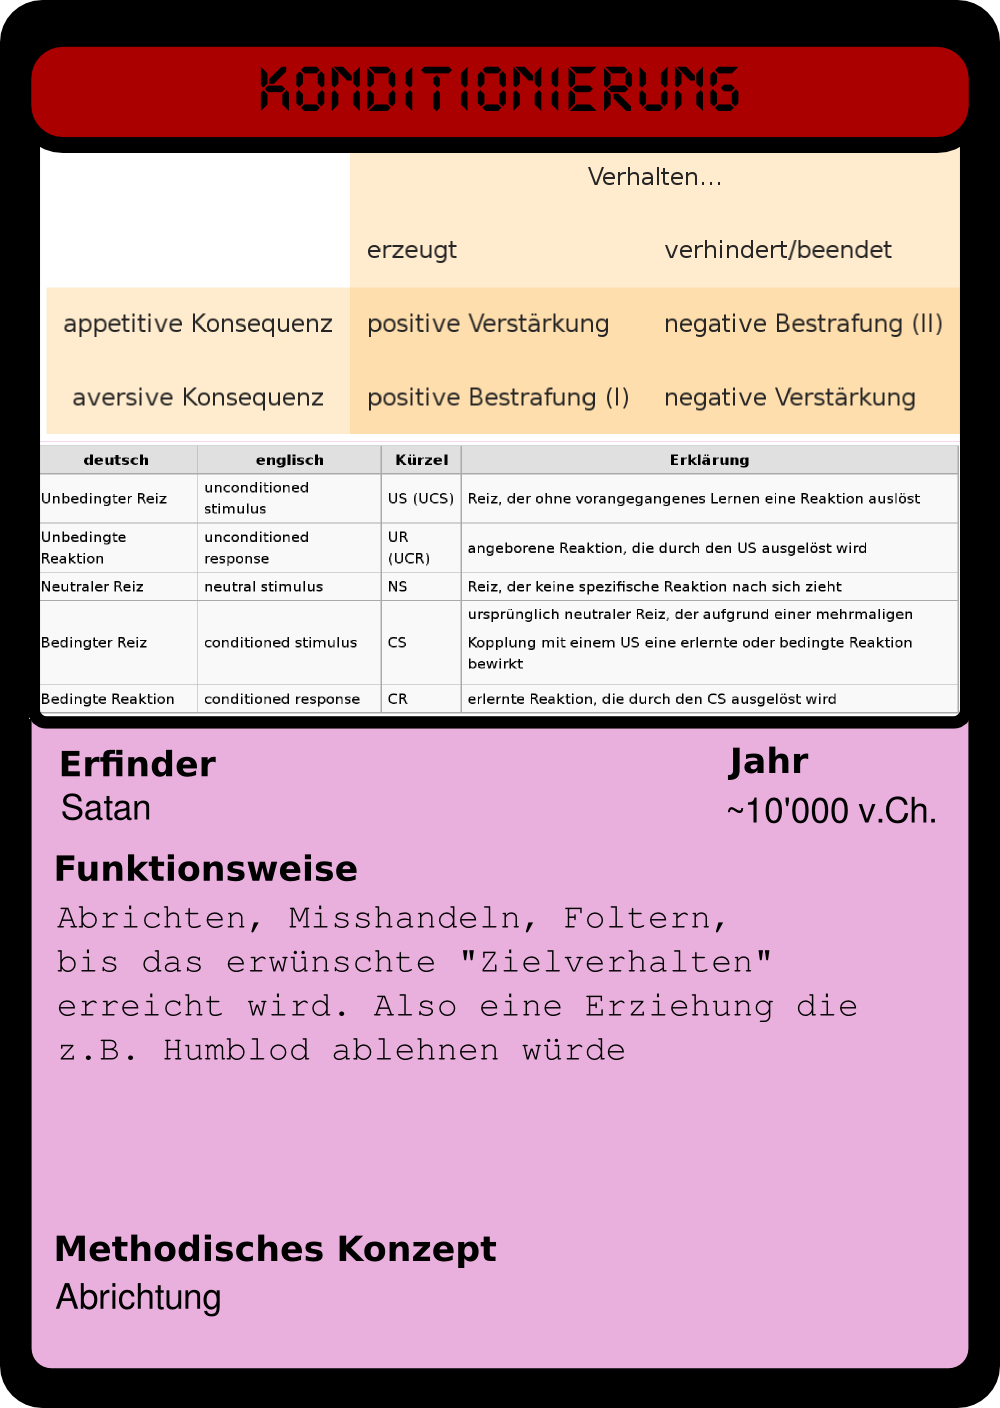 KONDITIONIERUNG
Verhalten...
erzeugt verhindert/beendet
appetitive Konsequenz positive Verstärkung negative Bestrafung (II)
aversive Konsequenz positive Bestrafung (I) negative Verstärkung
deutsch englisch Kürzel Erklärung
Unbedingter Reiz unconditioned stimulus US (UCS) Reiz, der ohne vorangegangenes Lernen eine Reaktion auslöst
Unbedingte Reaktion unconditioned response UR (UCR) angeborene Reaktion, die durch den US ausgelöst wird
Neutraler Reiz neutral stimulus NS Reiz, der keine spezifische Reaktion nach sich zieht
Bedingter Reiz conditioned stimulus CS ursprünglich neutraler Reiz, der aufgrund einer mehrmaligen
Kopplung mit einem US eine erlernte oder bedingte Reaktion
bewirkt
Bedingte Reaktion conditioned response CR erlernte Reaktion, die durch den CS ausgelöst wird
Erfinder Jahr
Satan ~10'000 v.Ch.
Funktionsweise
Abrichten, Misshandeln, Foltern,
bis das erwünschte "Zielverhalten"
erreicht wird. Also eine Erziehung die
z.B. Humblod ablehnen würde
Methodisches Konzept
Abrichtung